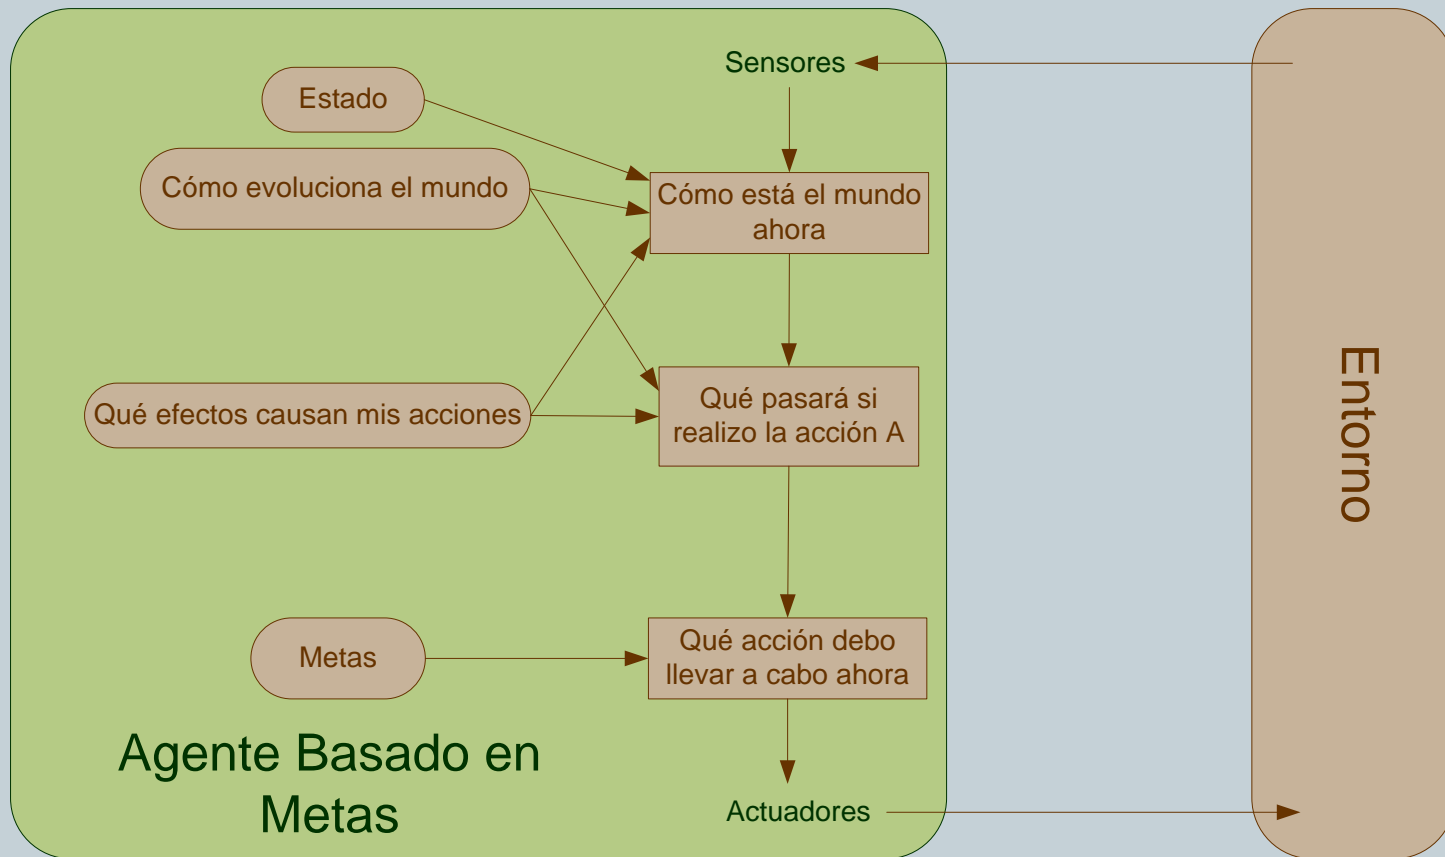 Sensores
Estado
Cómo evoluciona el mundo
Cómo está el mundo
ahora
Qué efectos causan mis acciones
Qué pasará si
realizo la acción A
Entorno
Metas
Qué acción debo
llevar a cabo ahora
Agente Basado en
Metas
Actuadores